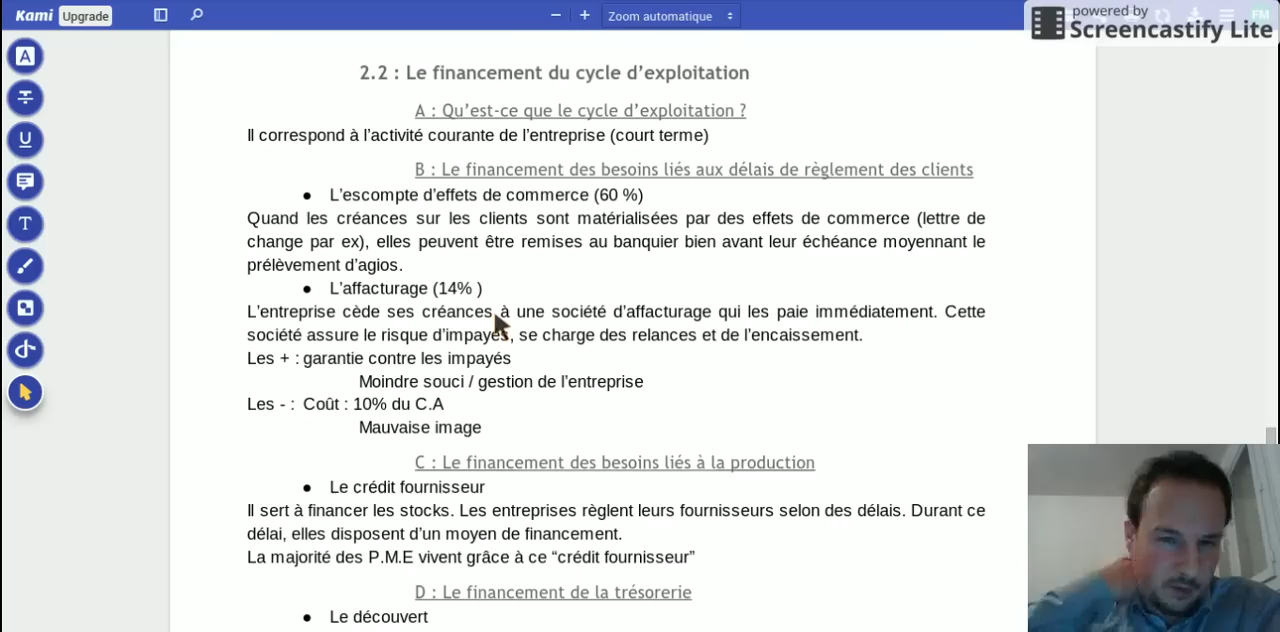 Kami Upgrade
Zoom automatique
powered by
Screencastify Lite
2.2 : Le financement du cycle d’exploitation
A : Qu’est-ce que le cycle d’exploitation ?
Il correspond à l’activité courante de l’entreprise (court terme)
B : Le financement des besoins liés aux délais de règlement des clients
● L’escompte d’effets de commerce (60 %)
Quand les créances sur les clients sont matérialisées par des effets de commerce (lettre de
change par ex), elles peuvent être remises au banquier bien avant leur échéance moyennant le
prélèvement d’agios.
● L’affacturage (14% )
L’entreprise cède ses créances à une société d’affacturage qui les paie immédiatement. Cette
société assure le risque d’impayés, se charge des relances et de l’encaissement.
Les + : garantie contre les impayés
Moindre souci / gestion de l’entreprise
Les - : Coût : 10% du C.A
Mauvaise image
C : Le financement des besoins liés à la production
● Le crédit fournisseur
Il sert à financer les stocks. Les entreprises règlent leurs fournisseurs selon des délais. Durant ce
délai, elles disposent d’un moyen de financement.
La majorité des P.M.E vivent grâce à ce “crédit fournisseur”
D : Le financement de la trésorerie
● Le découvert